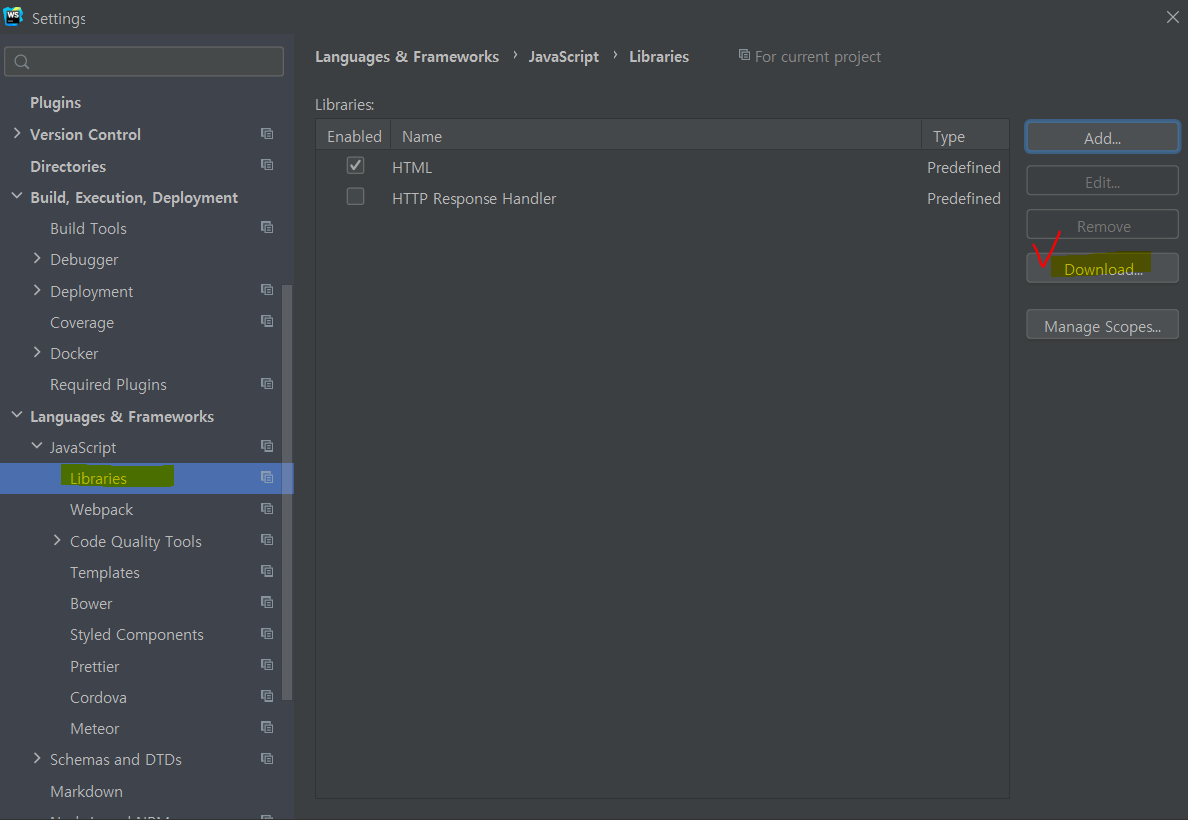 WS Settings
Plugins
Version Control
Directories
Build, Execution, Deployment
Build Tools
Debugger
Deployment
Coverage
Docker
Required Plugins
Languages & Frameworks
JavaScript
Libraries
Webpack
Code Quality Tools
Templates
Bower
Styled Components
Prettier
Cordova
Meteor
Schemas and DTDs
Markdown
Languages & Frameworks › JavaScript › Libraries For current project
Libraries:
Enabled Name Type
HTML Predefined
HTTP Response Handler Predefined
Add...
Edit...
Remove
Download...
Manage Scopes...